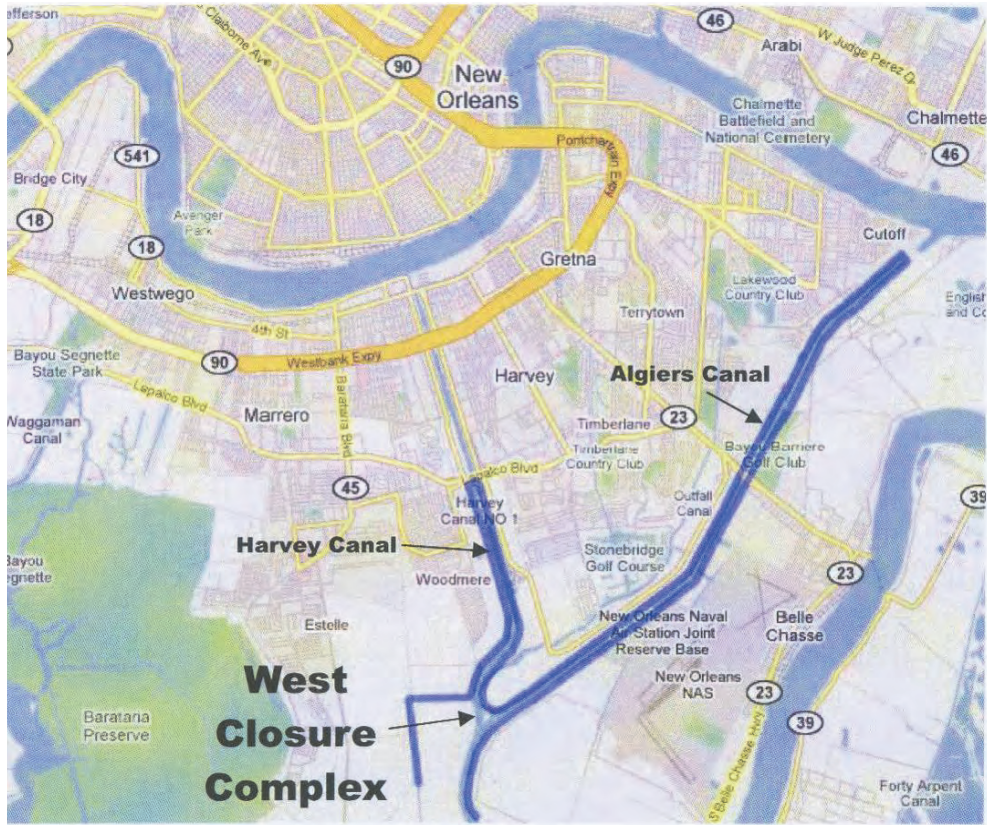 efferson
S Claiborne Ave
46
Arabi
W Judge Perez Dr
90
New
Orleans
Chalmette
Battlefield and
National Cemetery
Chalmette
46
541
Pontchartrain Expy
Bridge City
18
Avenger
Park
Cutoff
18
Gretna
Westwego
Lakewood
Country Club
English
and Co
4th St
Terrytown
Bayou Segnette
State Park
90
Westbank Expy
Harvey
Algiers Canal
Lapalco Blvd
Barataria Blvd
Marrero
Waggaman
Canal
Timberlane
23
Timberlane
Country Club
Bayou Barriere
Golf Club
Lapalco Blvd
45
Harvey
Canal NO 1
Outfall
Canal
39
Harvey Canal
Stonebridge
Golf Course
Bayou
egnette
Woodmere
23
Estelle
New Orleans Naval
Air Station Joint
Reserve Base
Belle
Chasse
West
Closure
Complex
New Orleans
NAS
23
39
Barataria
Preserve
S Belle Chasse Hwy
Forty Arpent
Canal